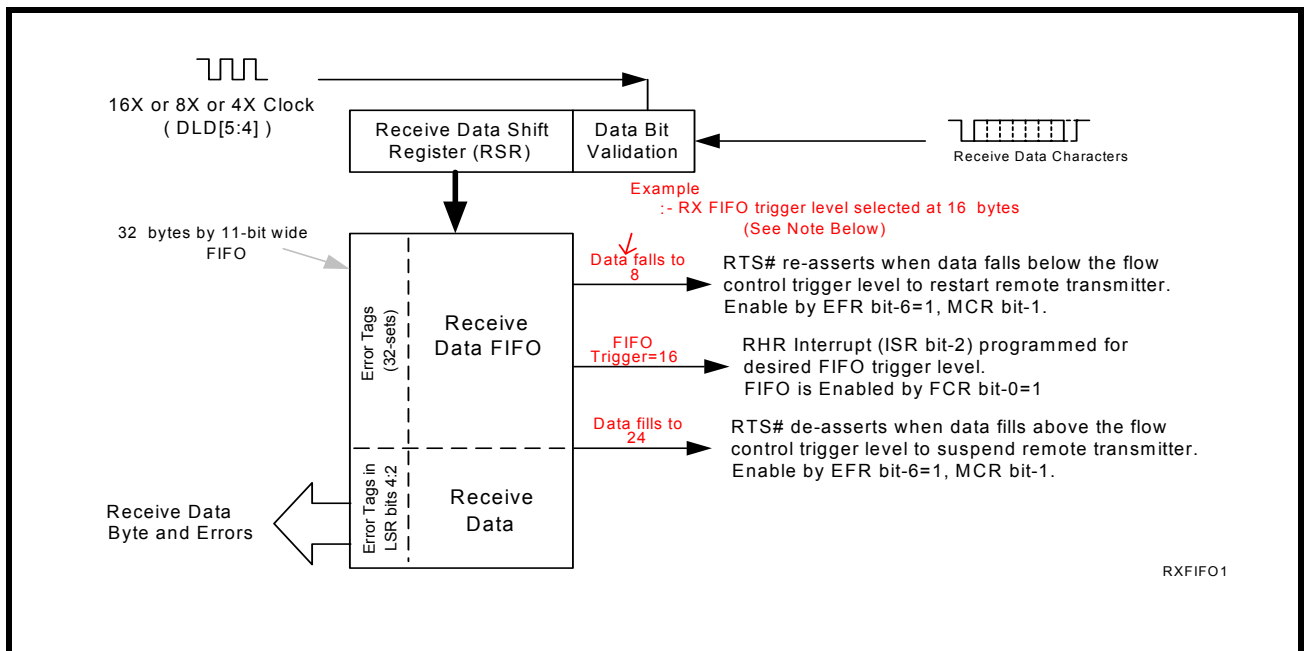 16X or 8X or 4X Clock
( DLD[5:4] )
Receive Data Shift
Register (RSR)
Data Bit
Validation
Receive Data Characters
Example
:- RX FIFO trigger level selected at 16 bytes
(See Note Below)
32 bytes by 11-bit wide
FIFO
Data falls to
8
RTS# re-asserts when data falls below the flow
control trigger level to restart remote transmitter.
Enable by EFR bit-6=1, MCR bit-1.
Error Tags
(32-sets)
Receive
Data FIFO
FIFO
Trigger=16
RHR Interrupt (ISR bit-2) programmed for
desired FIFO trigger level.
FIFO is Enabled by FCR bit-0=1
Data fills to
24
RTS# de-asserts when data fills above the flow
control trigger level to suspend remote transmitter.
Enable by EFR bit-6=1, MCR bit-1.
Error Tags in
LSR bits 4:2
Receive
Data
Receive Data
Byte and Errors
RXFIFO1